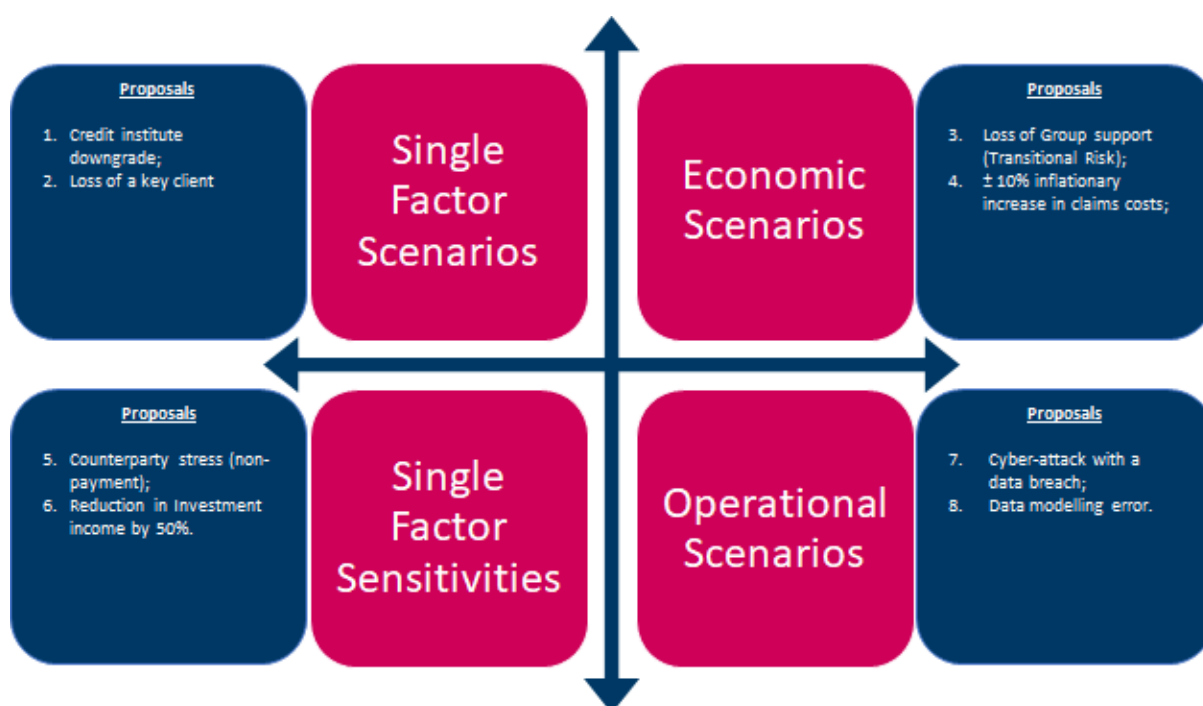 Proposals
1. Credit institute
downgrade;
2. Loss of a key client
Single
Factor
Scenarios
Economic
Scenarios
Proposals
3. Loss of Group support
(Transitional Risk);
4. ± 10% inflationary
increase in claims costs;
Proposals
5. Counterparty stress (non-
payment);
6. Reduction in Investment
income by 50%.
Single
Factor
Sensitivities
Operational
Scenarios
Proposals
7. Cyber-attack with a
data breach;
8. Data modelling error.